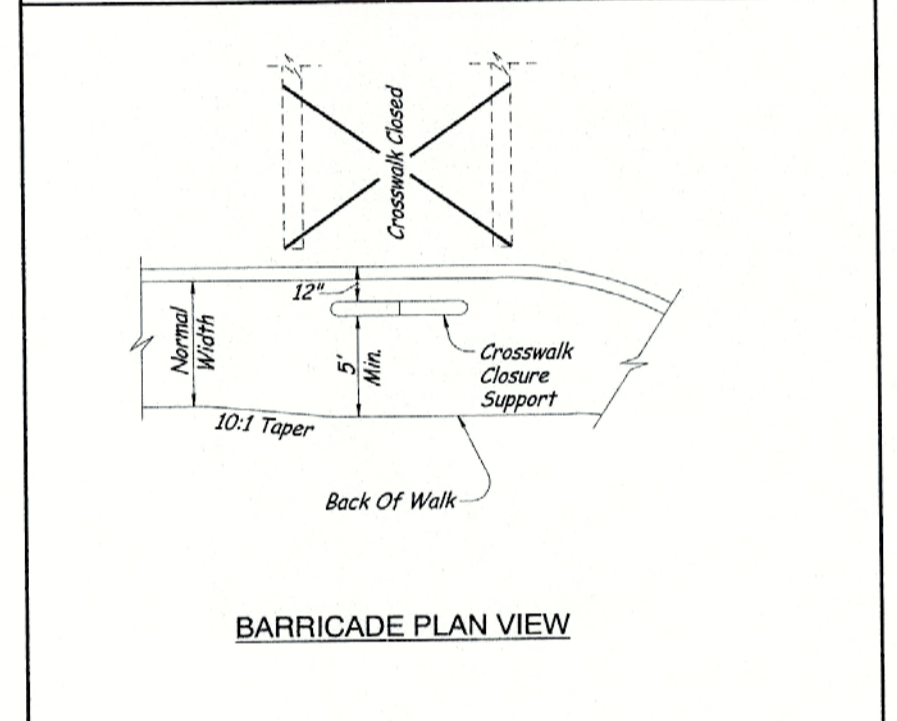 Crosswalk Closed
12"
Normal
Width
5'
Min.
Crosswalk
Closure
Support
10:1 Taper
Back Of Walk
BARRICADE PLAN VIEW